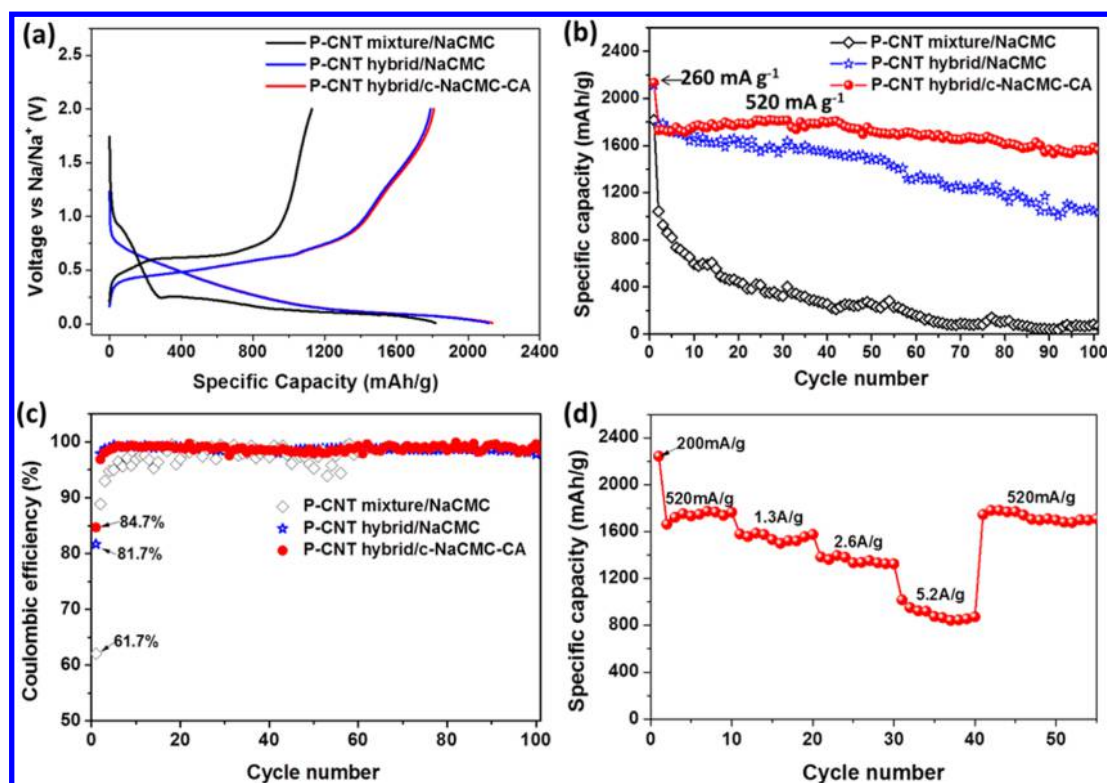 (a)
P-CNT mixture/NaCMC
P-CNT hybrid/NaCMC
P-CNT hybrid/c-NaCMC-CA
Voltage vs Na/Na⁺ (V)
2.5
2.0
1.5
1.0
0.5
0.0
0 400 800 1200 1600 2000 2400
Specific Capacity (mAh/g)
(b)
P-CNT mixture/NaCMC
P-CNT hybrid/NaCMC
P-CNT hybrid/c-NaCMC-CA
260 mA g⁻¹
520 mA g⁻¹
Specific capacity (mAh/g)
2400
2000
1600
1200
800
400
0
0 10 20 30 40 50 60 70 80 90 100
Cycle number
(c)
P-CNT mixture/NaCMC
P-CNT hybrid/NaCMC
P-CNT hybrid/c-NaCMC-CA
84.7%
81.7%
61.7%
Coulombic efficiency (%)
100
90
80
70
60
50
0 20 40 60 80 100
Cycle number
(d)
200mA/g
520mA/g
1.3A/g
2.6A/g
5.2A/g
520mA/g
Specific capacity (mAh/g)
2400
2000
1600
1200
800
400
0
0 10 20 30 40 50
Cycle number